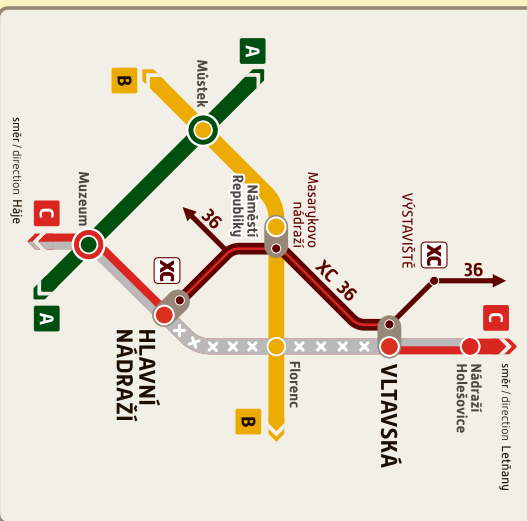 A
B
Můstek
směr / direction Háje
C
Muzeum
A
Náměstí
Republiky
Masarykovo
nádraží
36
XC
HLAVNÍ
NÁDRAŽÍ
XC 36
VÝSTAVIŠTĚ
XC
36
C
směr / direction Letňany
Nádraží
Holešovice
VLTAVSKÁ
Florenc
B